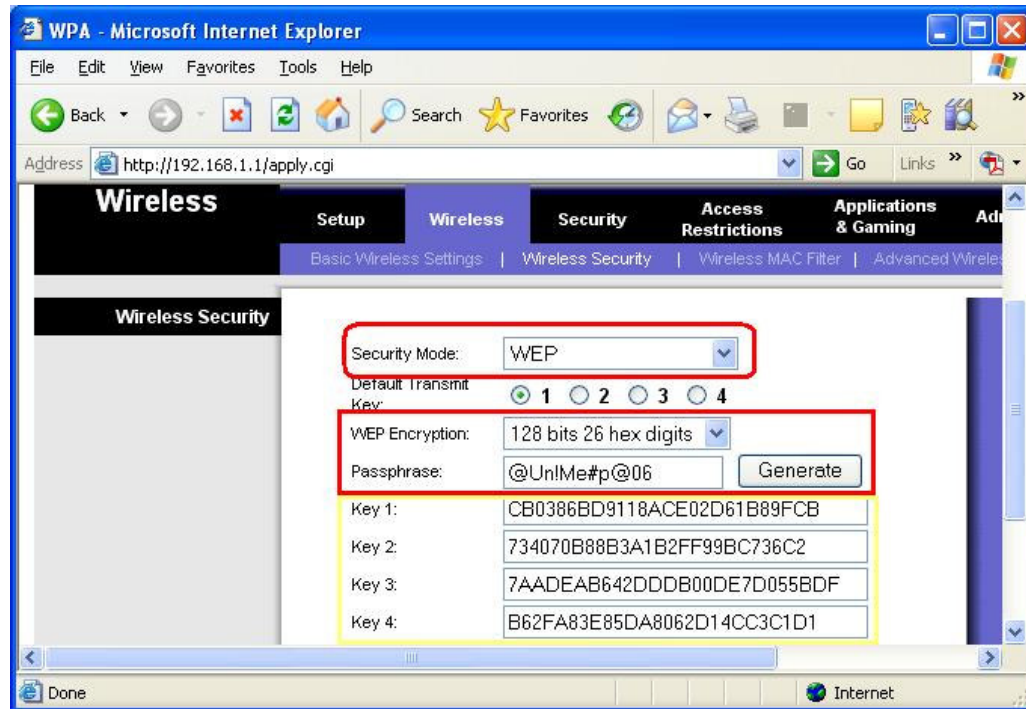 WPA - Microsoft Internet Explorer
File Edit View Favorites Tools Help
Back Search Favorites
Address http://192.168.1.1/apply.cgi Go Links
Wireless
Setup Wireless Security Access Restrictions Applications & Gaming Adm
Basic Wireless Settings | Wireless Security | Wireless MAC Filter | Advanced Wireles
Wireless Security
Security Mode: WEP
Default Transmit Key: 1 2 3 4
WEP Encryption: 128 bits 26 hex digits
Passphrase: @Un!Me#p@06 Generate
Key 1: CB0386BD9118ACE02D61B89FCB
Key 2: 734070B88B3A1B2FF99BC736C2
Key 3: 7AADEAB642DDDB00DE7D055BDF
Key 4: B62FA83E85DA8062D14CC3C1D1
Done Internet